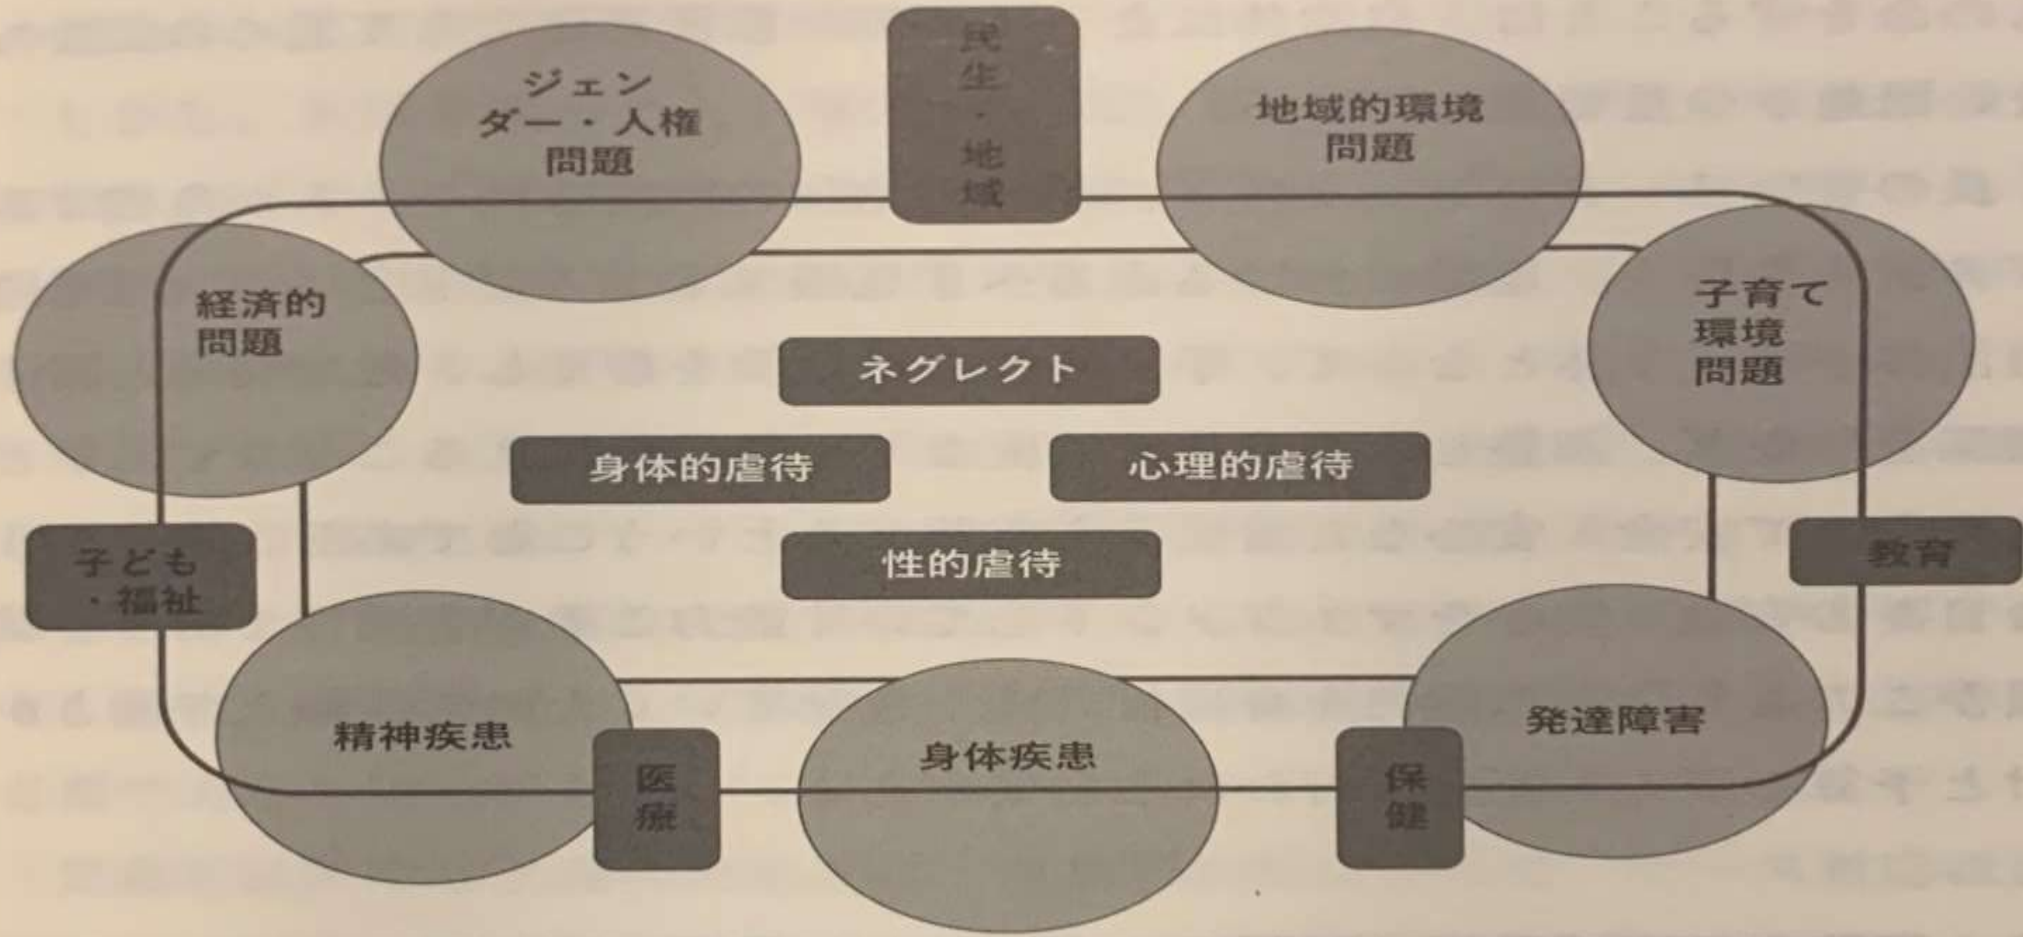 ジェン
ダー・人権
問題
民
生
・
地
域
地域的環境
問題
経済的
問題
子育て
環境
問題
ネグレクト
身体的虐待
心理的虐待
性的虐待
子ども
・福祉
教育
精神疾患
医
療
身体疾患
保
健
発達障害